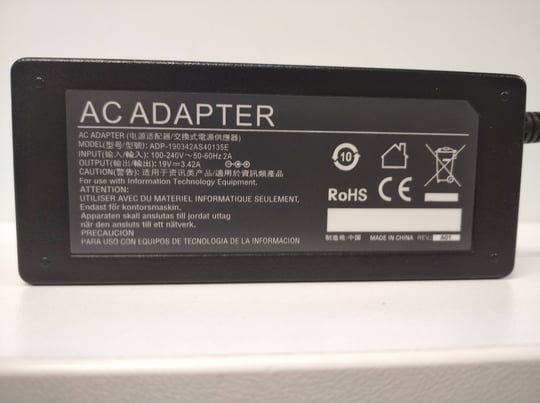 AC ADAPTER
AC ADAPTER (电源适配器/交換式電源供應器)
MODEL(型号/型號): ADP-190342AS40135E
INPUT(输入/輸入): 100-240V～50-60Hz 2A
OUTPUT(输出/輸出): 19V⎓3.42A
CAUTION(警告): 适于资讯类产品/適用於資訊類產品
For use with Information Technology Equipment.
ATTENTION:
UTILISER AVEC DU MATERIEL INFORMATIQUE SEULEMENT.
Endast för kontorsmaskin.
Apparaten skall anslutas till jordat uttag
när den ansluts till ett nätverk.
PRECAUCIÓN
PARA USO CON EQUIPOS DE TECNOLOGIA DE LA INFORMACION
10
RoHS CE
制造地: 中国 MADE IN CHINA REV.: A01